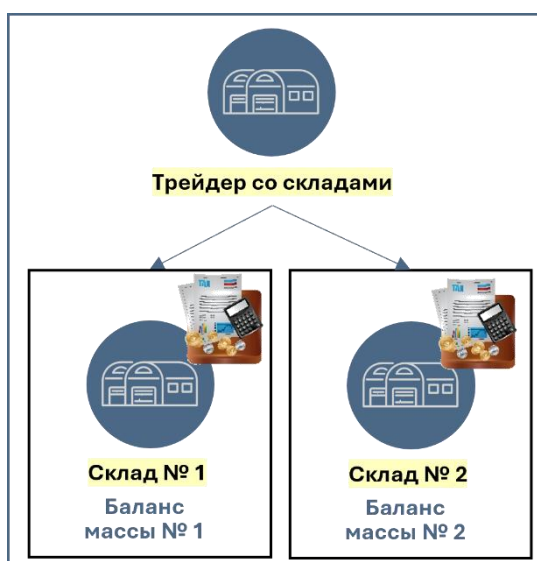 Трейдер со складами
Склад № 1
Баланс
массы № 1
Склад № 2
Баланс
массы № 2